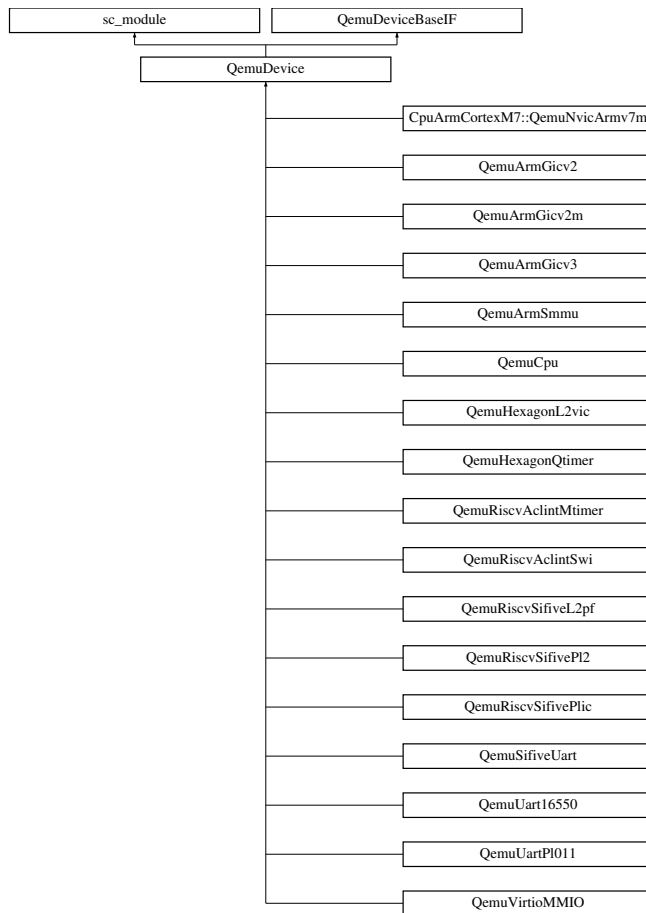 sc_module
QemuDeviceBaseIF
QemuDevice
CpuArmCortexM7::QemuNvicArmv7m
QemuArmGicv2
QemuArmGicv2m
QemuArmGicv3
QemuArmSmmu
QemuCpu
QemuHexagonL2vic
QemuHexagonQtimer
QemuRiscvAclintMtimer
QemuRiscvAclintSwi
QemuRiscvSifiveL2pf
QemuRiscvSifivePl2
QemuRiscvSifivePlic
QemuSifiveUart
QemuUart16550
QemuUartPl011
QemuVirtioMMIO